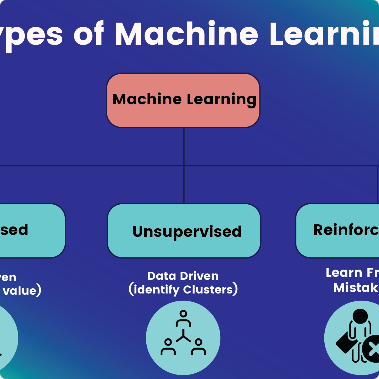 ypes of Machine Learnin
Machine Learning
sed
Unsupervised
Reinforc
ven
value)
Data Driven
(identify Clusters)
Learn Fr
Mistak